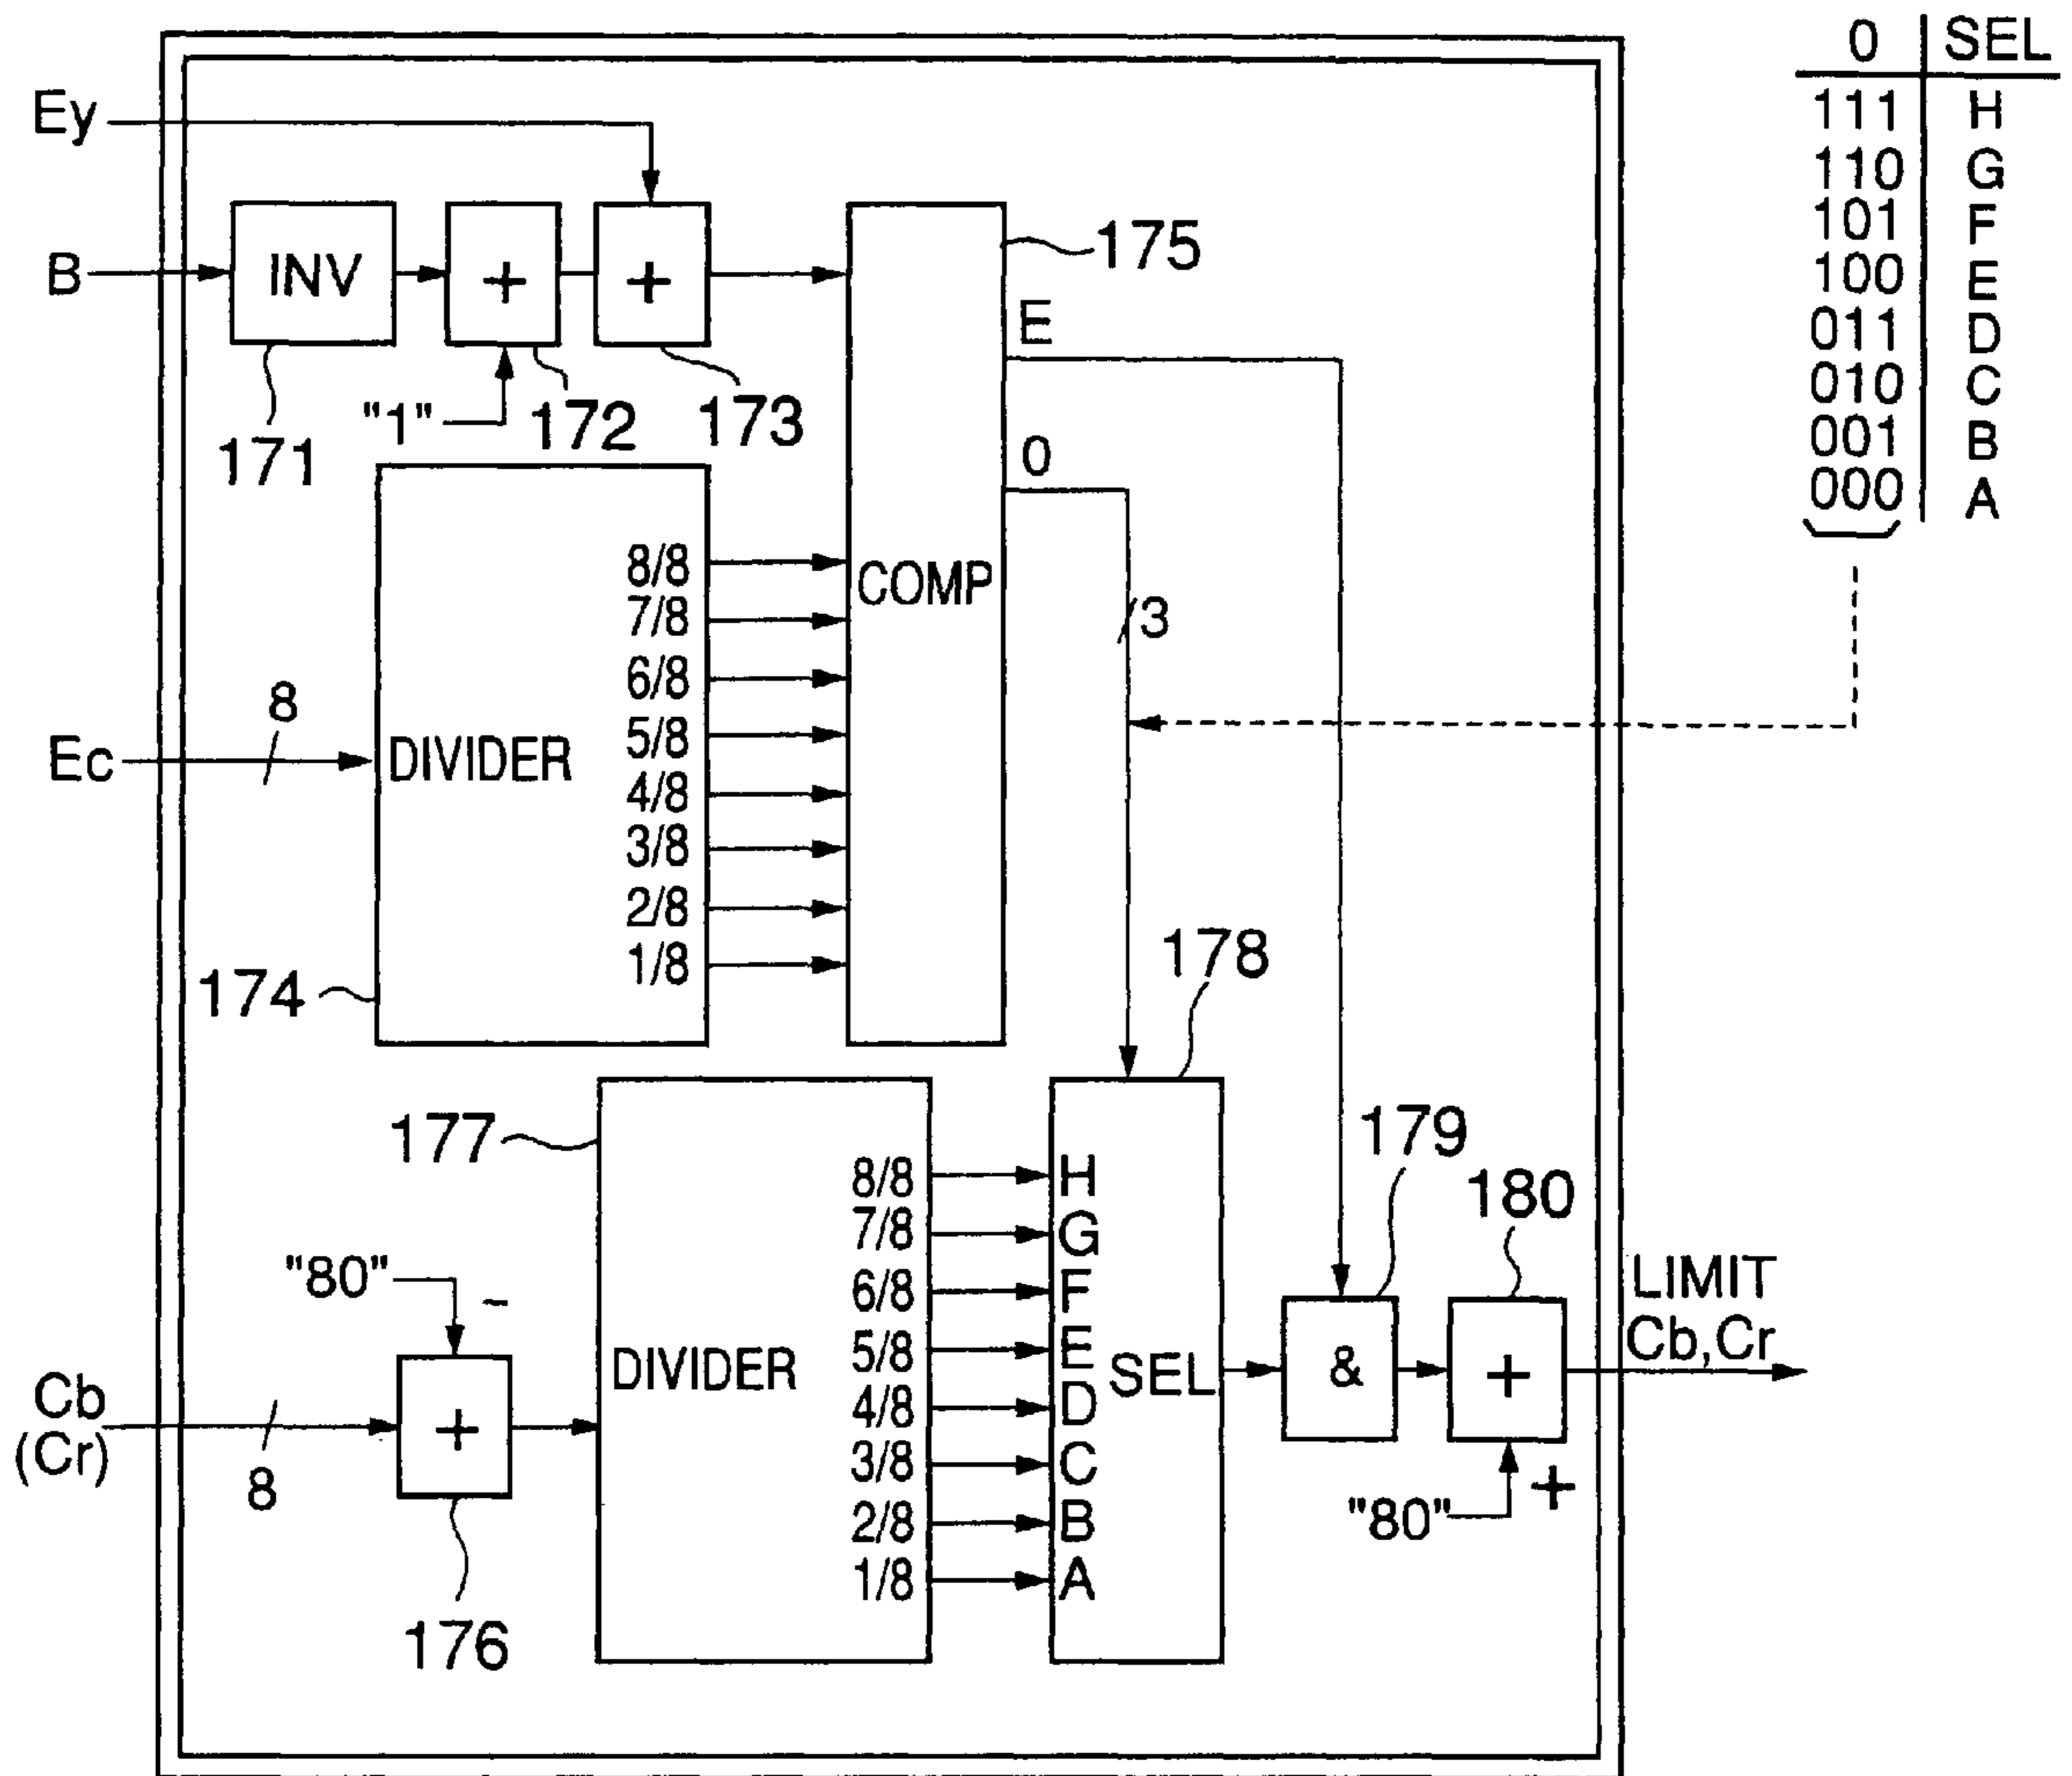 0 SEL
111 H
110 G
101 F
100 E
011 D
010 C
001 B
000 A
Ey
B
INV
+
+
175
E
"1"
171
172
173
0
8/8
7/8
6/8
5/8
4/8
3/8
2/8
1/8
COMP
3
8
Ec
DIVIDER
174
178
177
179
8/8 H
7/8 G
6/8 F
5/8 E
4/8 D
3/8 C
2/8 B
1/8 A
180
"80"
-
LIMIT
Cb,Cr
DIVIDER
SEL
&
+
Cb
(Cr)
8
+
"80"
+
176